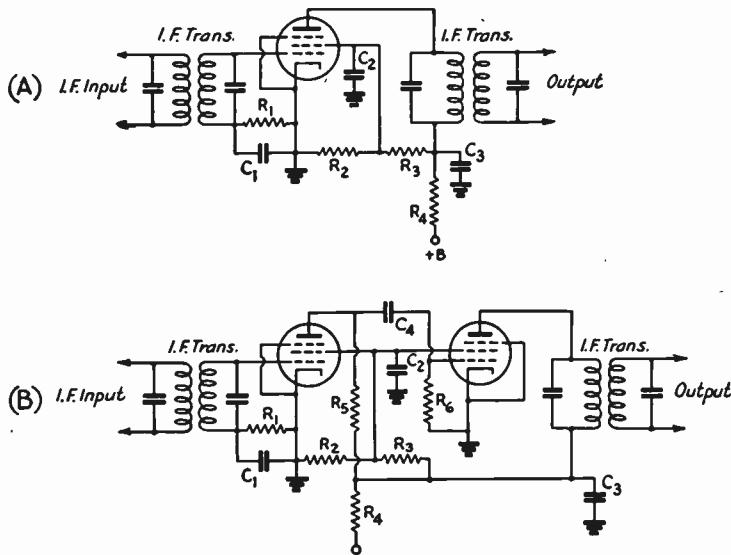 I.F. Trans.
I.F. Trans.
(A)
I.F. Input
C2
Output
R1
C1
R2
R3
C3
R4
+B
I.F. Trans.
C4
I.F. Trans.
(B)
I.F. Input
C2
R5
R6
Output
R1
R2
R3
C1
C3
R4